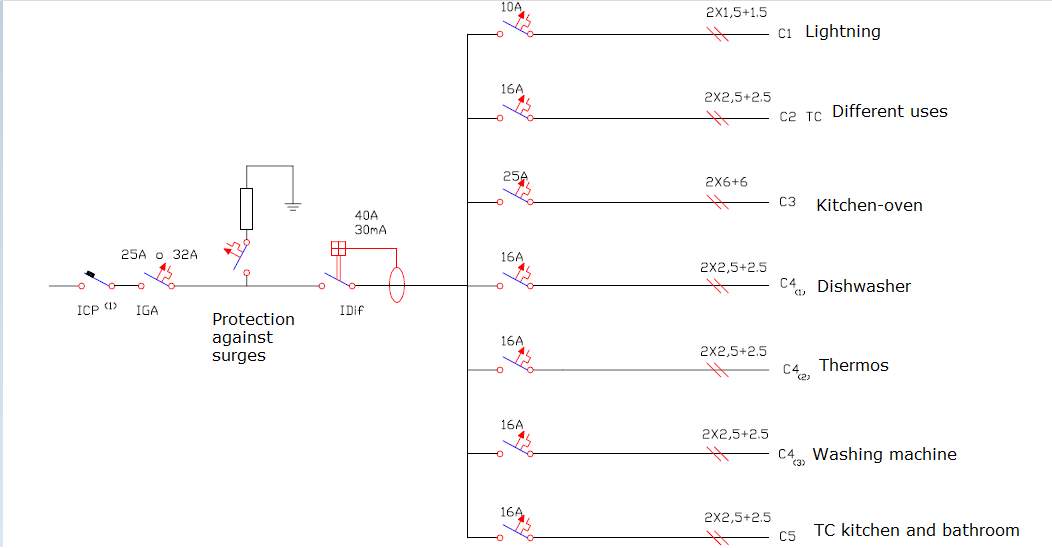 10A
2X1,5+1.5
C1 Lightning
16A
2X2,5+2.5
C2 TC Different uses
25A
2X6+6
C3 Kitchen-oven
40A
30mA
25A o 32A
ICP (1) IGA
Protection
against
surges
IDif
16A
2X2,5+2.5
C4(1) Dishwasher
16A
2X2,5+2.5
C4(2) Thermos
16A
2X2,5+2.5
C4(3) Washing machine
16A
2X2,5+2.5
C5 TC kitchen and bathroom